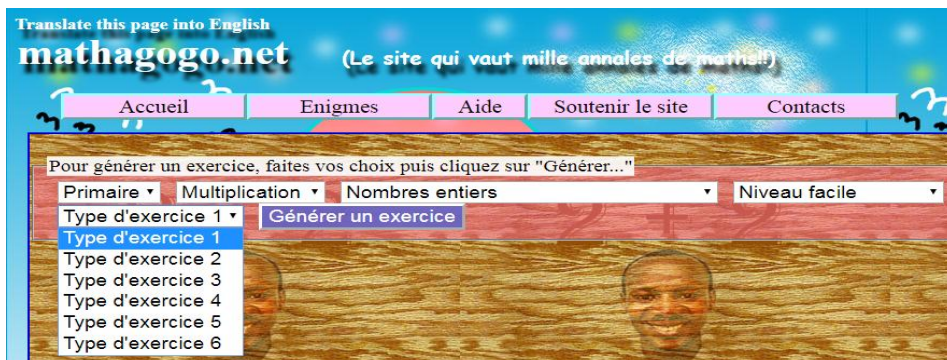 Translate this page into English
mathagogo.net (Le site qui vaut mille annales de maths!!)
Accueil Enigmes Aide Soutenir le site Contacts
Pour générer un exercice, faites vos choix puis cliquez sur "Générer..."
Primaire Multiplication Nombres entiers Niveau facile
Type d'exercice 1 Générer un exercice
Type d'exercice 1
Type d'exercice 2
Type d'exercice 3
Type d'exercice 4
Type d'exercice 5
Type d'exercice 6